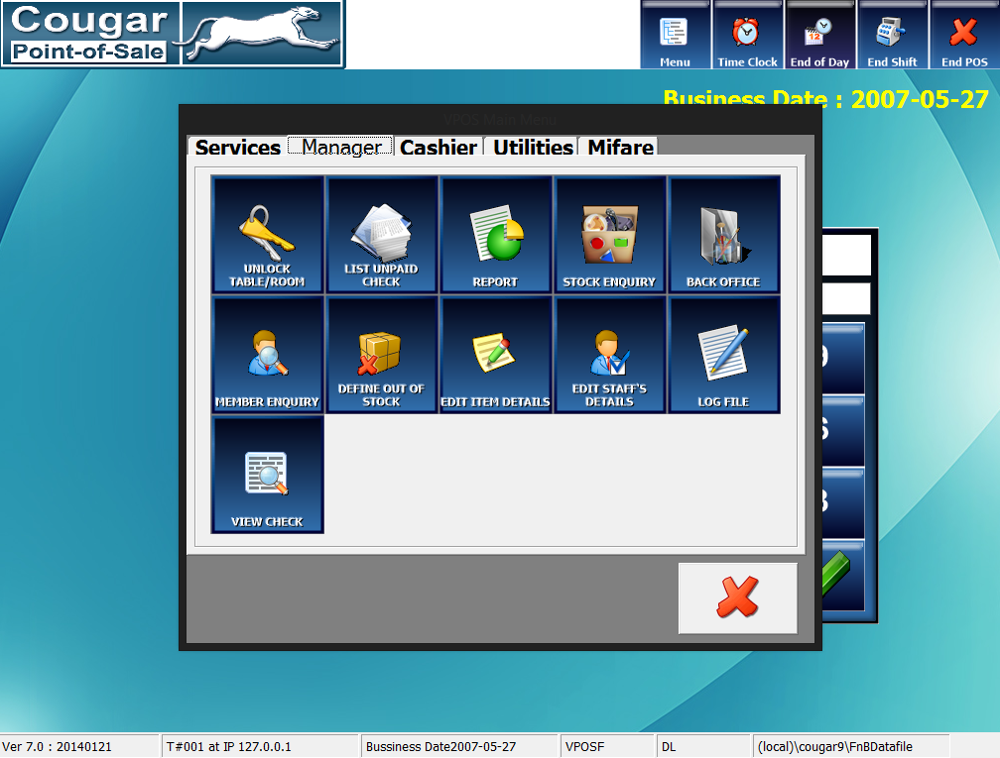 Cougar
Point-of-Sale
Menu
Time Clock
12
End of Day
End Shift
End POS
Business Date : 2007-05-27
VPOS Main Menu
Services
Manager
Cashier
Utilities
Mifare
UNLOCK
TABLE/ROOM
LIST UNPAID
CHECK
REPORT
STOCK ENQUIRY
BACK OFFICE
MEMBER ENQUIRY
DEFINE OUT OF
STOCK
EDIT ITEM DETAILS
EDIT STAFF'S
DETAILS
LOG FILE
VIEW CHECK
Ver 7.0 : 20140121
T#001 at IP 127.0.0.1
Bussiness Date2007-05-27
VPOSF
DL
(local)\cougar9\FnBDatafile